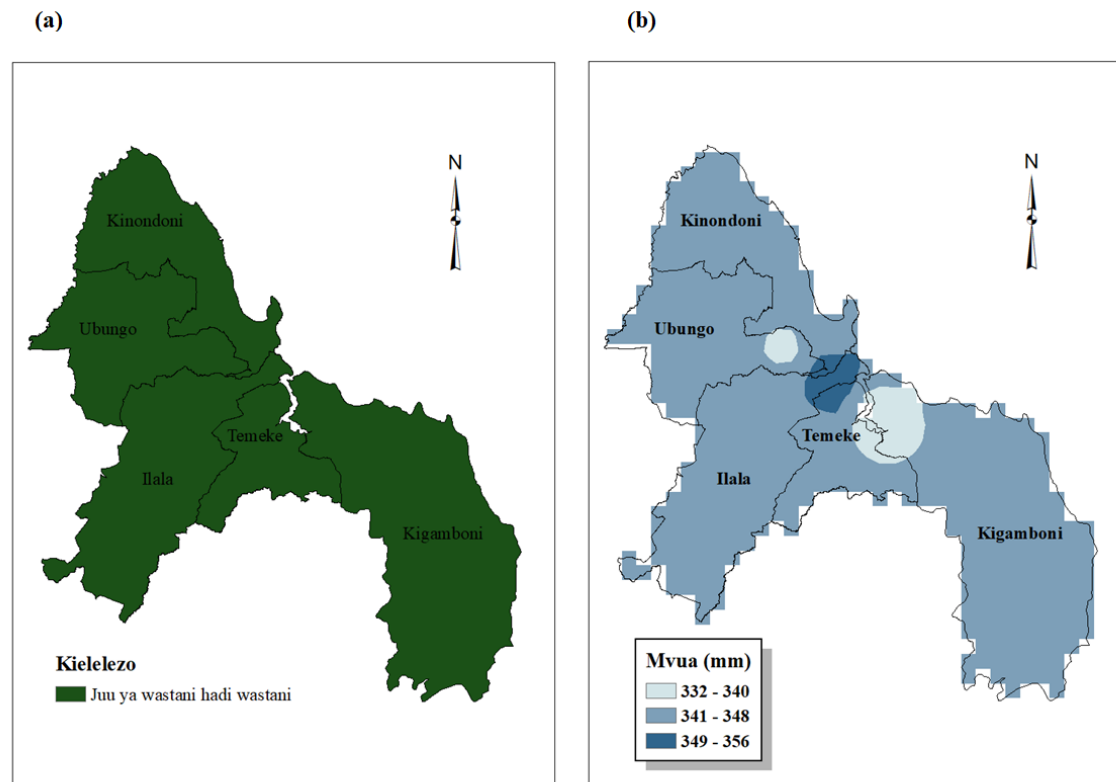 (a)
N
Kinondoni
Ubungo
Temeke
Ilala
Kigamboni
Kielelezo
Juu ya wastani hadi wastani
(b)
N
Kinondoni
Ubungo
Temeke
Ilala
Kigamboni
Mvua (mm)
332 - 340
341 - 348
349 - 356